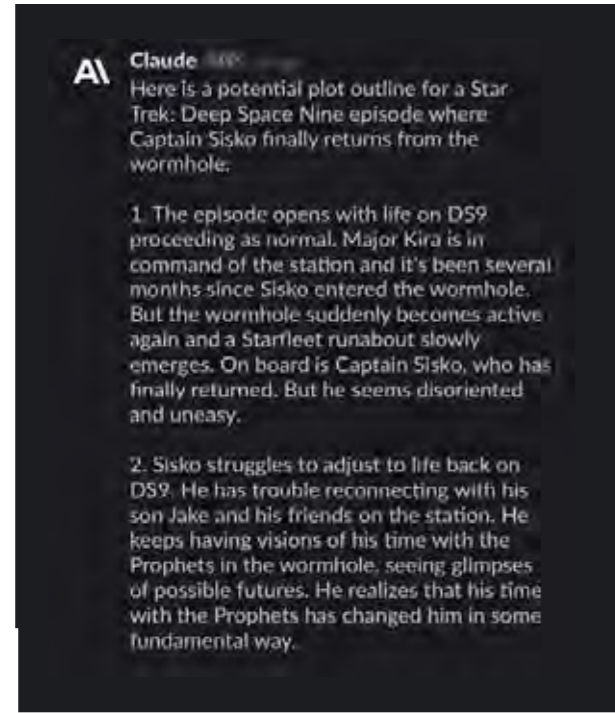 A\
Claude
Here is a potential plot outline for a Star
Trek: Deep Space Nine episode where
Captain Sisko finally returns from the
wormhole:
1. The episode opens with life on DS9
proceeding as normal. Major Kira is in
command of the station and it's been several
months since Sisko entered the wormhole.
But the wormhole suddenly becomes active
again and a Starfleet runabout slowly
emerges. On board is Captain Sisko, who has
finally returned. But he seems disoriented
and uneasy.
2. Sisko struggles to adjust to life back on
DS9. He has trouble reconnecting with his
son Jake and his friends on the station. He
keeps having visions of his time with the
Prophets in the wormhole, seeing glimpses
of possible futures. He realizes that his time
with the Prophets has changed him in some
fundamental way.